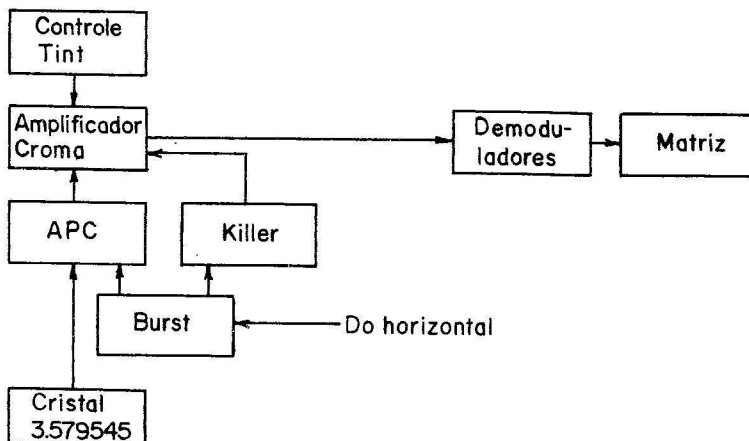 Controle
Tint
Amplificador
Croma
Demodu-
ladores
Matriz
APC
Killer
Burst
Do horizontal
Cristal
3.579545